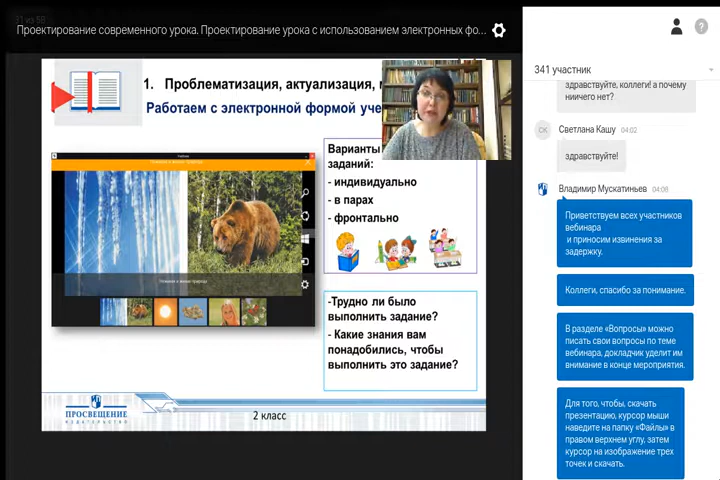 31 из 58
Проектирование современного урока. Проектирование урока с использованием электронных фо...
1. Проблематизация, актуализация,
Работаем с электронной формой уче
Варианты
заданий:
- индивидуально
- в парах
- фронтально
-Трудно ли было
выполнить задание?
- Какие знания вам
понадобились, чтобы
выполнить это задание?
ПРОСВЕЩЕНИЕ
ИЗДАТЕЛЬСТВО
2 класс
?
341 участник
здравствуйте, коллеги! а почему
ниичего нет?
Светлана Кашу 04:02
здравствуйте!
Владимир Мускатиньев 04:06
Приветствуем всех участников
вебинара
и приносим извинения за
задержку.
Коллеги, спасибо за понимание.
В разделе «Вопросы» можно
писать свои вопросы по теме
вебинара, докладчик уделит им
внимание в конце мероприятия.
Для того, чтобы, скачать
презентацию, курсор мыши
наведите на папку «Файлы» в
правом верхнем углу, затем
курсор на изображение трех
точек и скачать.